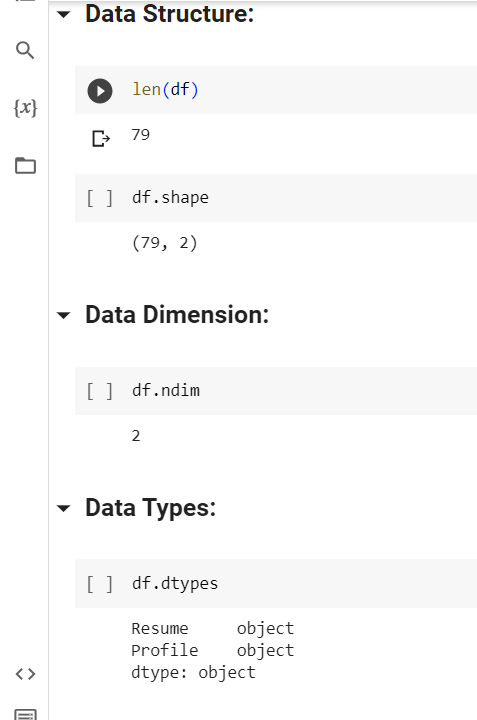 Data Structure:
{x}
len(df)
79
[ ] df.shape
(79, 2)
Data Dimension:
[ ] df.ndim
2
Data Types:
[ ] df.dtypes
Resume     object
Profile    object
dtype: object